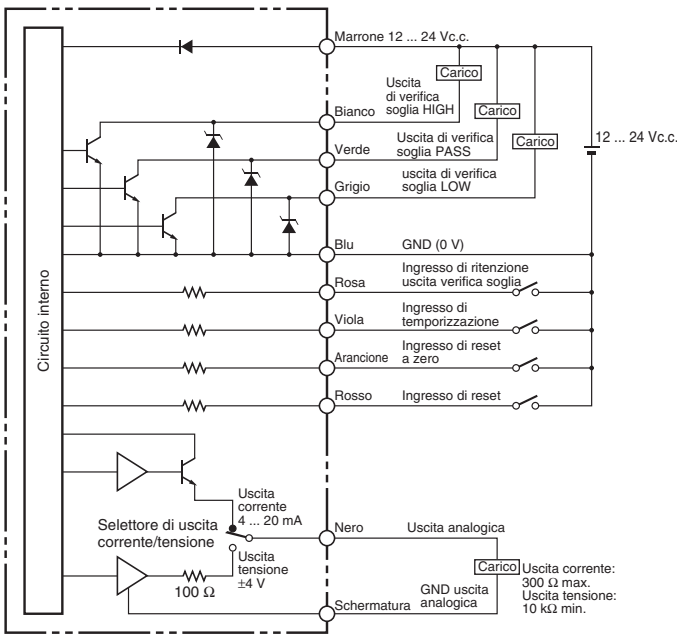 Marrone 12 ... 24 Vc.c.
Carico
Uscita
di verifica
soglia HIGH
Bianco
Carico
Uscita di verifica
soglia PASS
Verde
Carico
12 ... 24 Vc.c.
uscita di verifica
soglia LOW
Grigio
Blu
GND (0 V)
Circuito interno
Rosa
Ingresso di ritenzione
uscita verifica soglia
Viola
Ingresso di
temporizzazione
Arancione
Ingresso di reset
a zero
Rosso
Ingresso di reset
Uscita
corrente
4 ... 20 mA
Selettore di uscita
corrente/tensione
Nero
Uscita analogica
Uscita
tensione
±4 V
100 Ω
Carico
Uscita corrente:
300 Ω max.
Uscita tensione:
10 kΩ min.
GND uscita
analogica
Schermatura